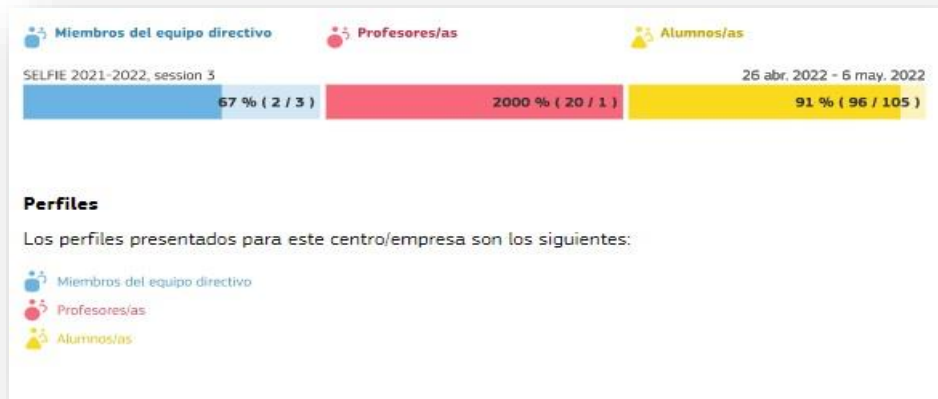 Miembros del equipo directivo Profesores/as Alumnos/as
SELFIE 2021-2022, session 3 26 abr. 2022 - 6 may. 2022
67 % ( 2 / 3 ) 2000 % ( 20 / 1 ) 91 % ( 96 / 105 )
Perfiles
Los perfiles presentados para este centro/empresa son los siguientes:
Miembros del equipo directivo
Profesores/as
Alumnos/as